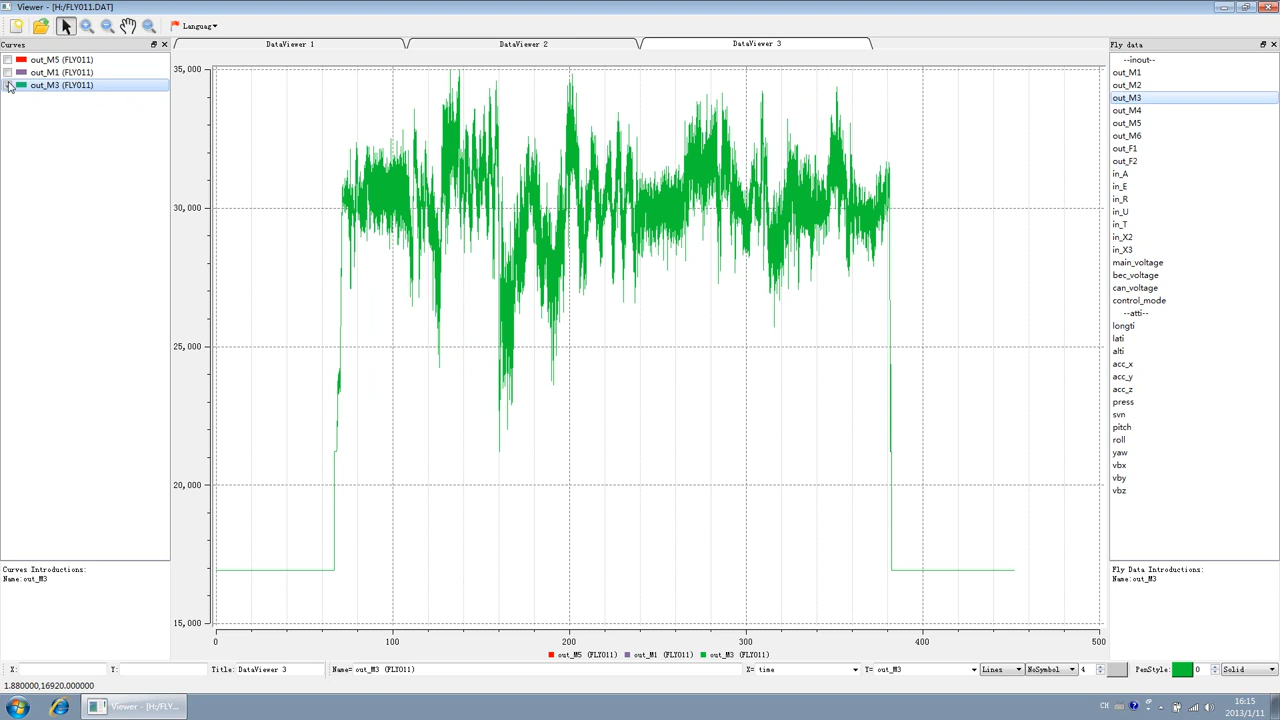 Viewer - [H:/FLY011.DAT]
Language
Curves
DataViewer 1
DataViewer 2
DataViewer 3
Fly data
out_M5 (FLY011)
out_M1 (FLY011)
out_M3 (FLY011)
35,000
30,000
25,000
20,000
15,000
0
100
200
300
400
500
out_M5 (FLY011)
out_M1 (FLY011)
out_M3 (FLY011)
--inout--
out_M1
out_M2
out_M3
out_M4
out_M5
out_M6
out_F1
out_F2
in_A
in_E
in_R
in_U
in_T
in_X2
in_X3
main_voltage
bec_voltage
can_voltage
control_mode
--atti--
longti
lati
alti
acc_x
acc_y
acc_z
press
svn
pitch
roll
yaw
vbx
vby
vbz
Curves Introductions:
Name:out_M3
Fly Data Introductions:
Name:out_M3
X:
Y:
Title: DataViewer 3
Name= out_M3 (FLY011)
X= time
Y= out_M3
Lines
NoSymbol
4
PenStyle:
0
Solid
1.880000,16920.000000
Viewer - [H:/FLY...
CH
16:15
2013/1/11